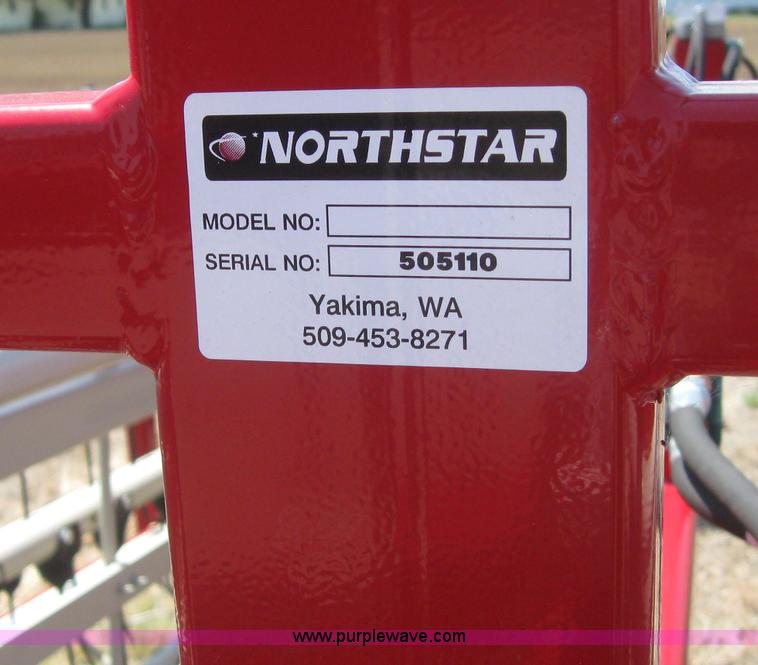 NORTHSTAR
MODEL NO:
SERIAL NO: 505110
Yakima, WA
509-453-8271
www.purplewave.com